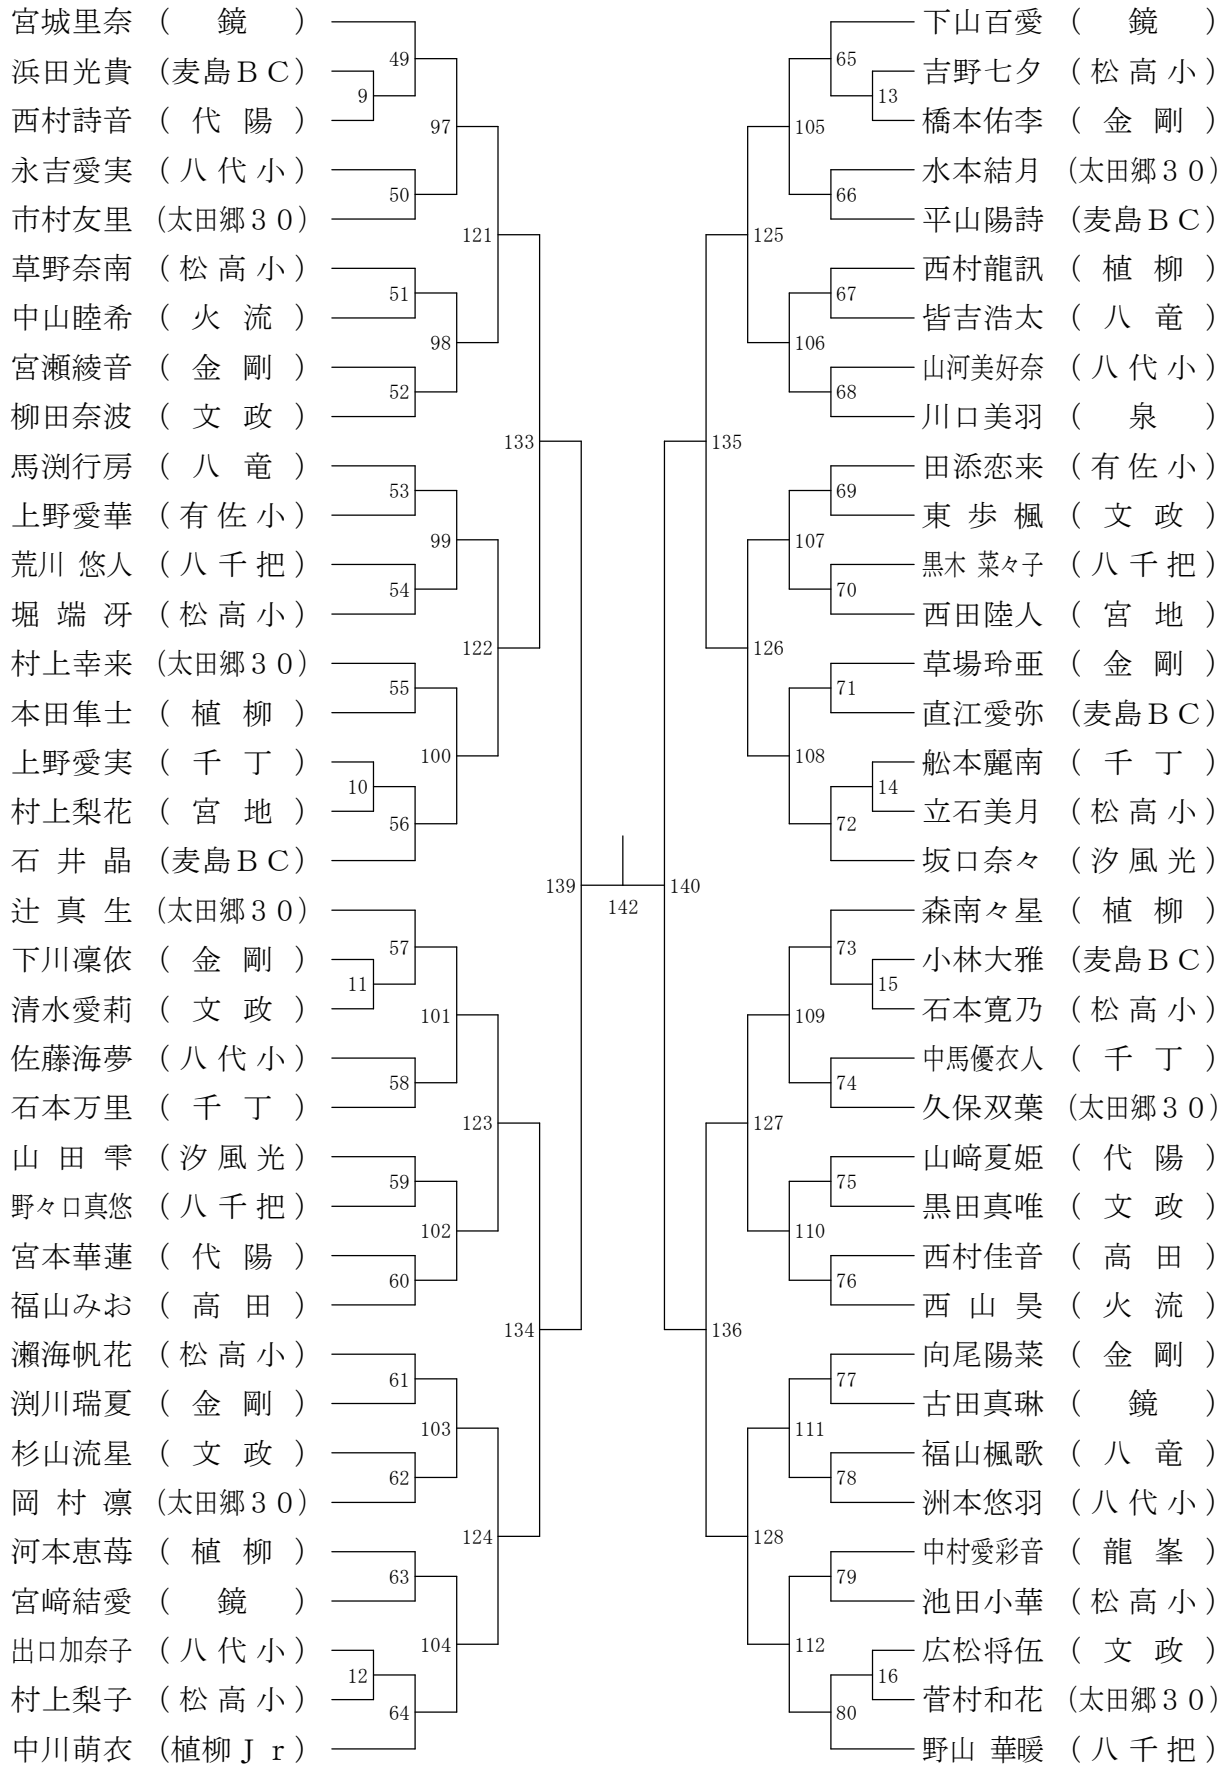 宮城里奈 （ 鏡 ）
浜田光貴 （麦島ＢＣ）
西村詩音 （ 代 陽 ）
永吉愛実 （八代小）
市村友里 （太田郷３０）
草野奈南 （松高小）
中山睦希 （ 火 流 ）
宮瀬綾音 （ 金 剛 ）
柳田奈波 （ 文 政 ）
馬渕行房 （ 八 竜 ）
上野愛華 （有佐小）
荒川 悠人 （八千把）
堀 端 冴 （松高小）
村上幸来 （太田郷３０）
本田隼士 （ 植 柳 ）
上野愛実 （ 千 丁 ）
村上梨花 （ 宮 地 ）
石 井 晶 （麦島ＢＣ）
辻 真 生 （太田郷３０）
下川凜依 （ 金 剛 ）
清水愛莉 （ 文 政 ）
佐藤海夢 （八代小）
石本万里 （ 千 丁 ）
山 田 雫 （汐風光）
野々口真悠 （八千把）
宮本華蓮 （ 代 陽 ）
福山みお （ 高 田 ）
瀬海帆花 （松高小）
渕川瑞夏 （ 金 剛 ）
杉山流星 （ 文 政 ）
岡 村 凛 （太田郷３０）
河本恵苺 （ 植 柳 ）
宮﨑結愛 （ 鏡 ）
出口加奈子 （八代小）
村上梨子 （松高小）
中川萌衣 （植柳Ｊｒ）
9
10
11
12
49
50
51
52
53
54
55
56
57
58
59
60
61
62
63
64
97
98
99
100
101
102
103
104
121
122
123
124
133
134
139
142
140
135
136
125
126
127
128
105
106
107
108
109
110
111
112
65
66
67
68
69
70
71
72
73
74
75
76
77
78
79
80
13
14
15
16
下山百愛 （ 鏡 ）
吉野七夕 （松高小）
橋本佑李 （ 金 剛 ）
水本結月 （太田郷３０）
平山陽詩 （麦島ＢＣ）
西村龍訊 （ 植 柳 ）
皆吉浩太 （ 八 竜 ）
山河美好奈 （八代小）
川口美羽 （ 泉 ）
田添恋来 （有佐小）
東 歩 楓 （ 文 政 ）
黒木 菜々子 （八千把）
西田陸人 （ 宮 地 ）
草場玲亜 （ 金 剛 ）
直江愛弥 （麦島ＢＣ）
舩本麗南 （ 千 丁 ）
立石美月 （松高小）
坂口奈々 （汐風光）
森南々星 （ 植 柳 ）
小林大雅 （麦島ＢＣ）
石本寛乃 （松高小）
中馬優衣人 （ 千 丁 ）
久保双葉 （太田郷３０）
山﨑夏姫 （ 代 陽 ）
黒田真唯 （ 文 政 ）
西村佳音 （ 高 田 ）
西 山 昊 （ 火 流 ）
向尾陽菜 （ 金 剛 ）
古田真琳 （ 鏡 ）
福山楓歌 （ 八 竜 ）
洲本悠羽 （八代小）
中村愛彩音 （ 龍 峯 ）
池田小華 （松高小）
広松将伍 （ 文 政 ）
菅村和花 （太田郷３０）
野山 華暖 （八千把）